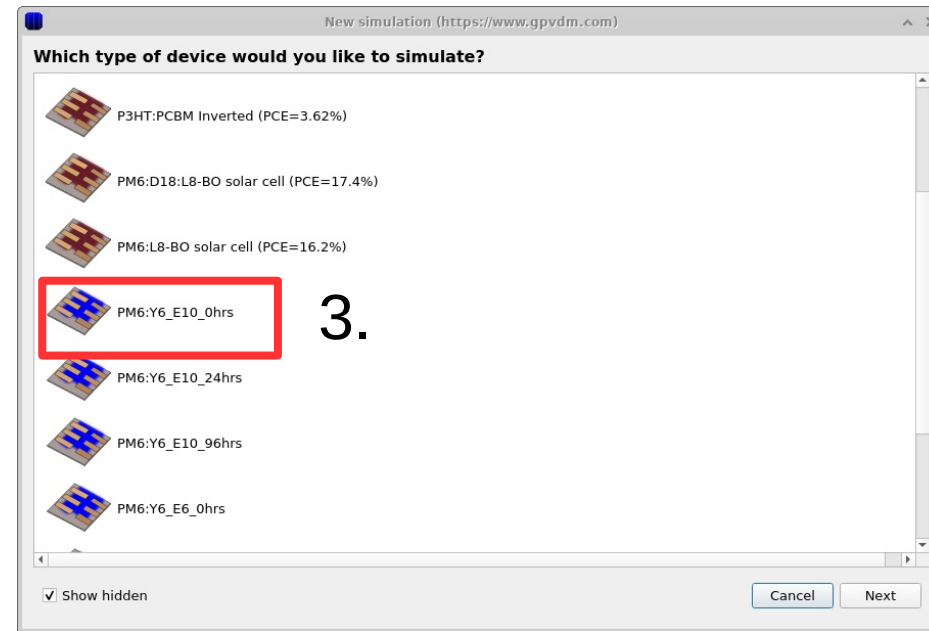 New simulation (https://www.gpvdm.com)
Which type of device would you like to simulate?
P3HT:PCBM Inverted (PCE=3.62%)
PM6:D18:L8-BO solar cell (PCE=17.4%)
PM6:L8-BO solar cell (PCE=16.2%)
PM6:Y6_E10_0hrs
3.
PM6:Y6_E10_24hrs
PM6:Y6_E10_96hrs
PM6:Y6_E6_0hrs
Show hidden
Cancel
Next